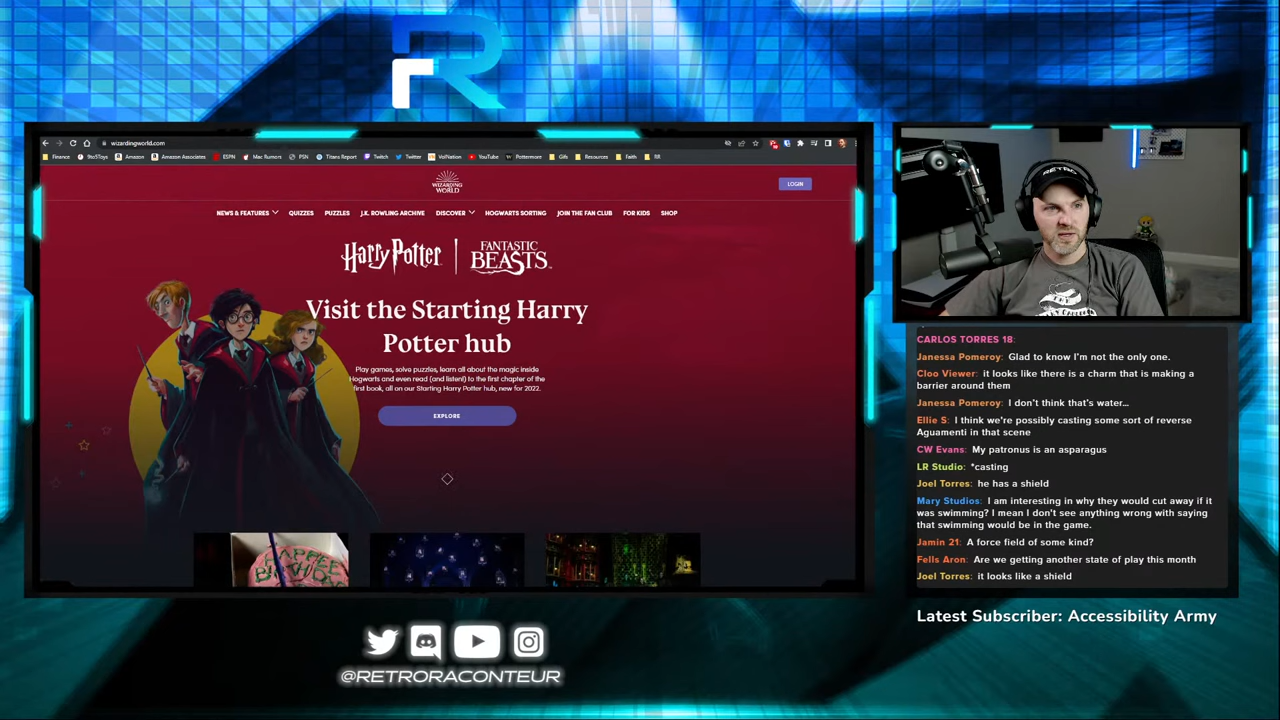 wizardingworld.com
Finance 9to5Toys Amazon Amazon Associates ESPN Mac Rumors PSN Titans Report Twitch Twitter VolNation YouTube Pottermore Gifs Resources Faith RR
WIZARDING
WORLD
LOGIN
NEWS & FEATURES QUIZZES PUZZLES J.K. ROWLING ARCHIVE DISCOVER HOGWARTS SORTING JOIN THE FAN CLUB FOR KIDS SHOP
Harry Potter FANTASTIC
BEASTS
Visit the Starting Harry
Potter hub
Play games, solve puzzles, learn all about the magic inside
Hogwarts and even read (and listen!) to the first chapter of the
first book, all on our Starting Harry Potter hub, new for 2022.
EXPLORE
HAPPEE
BIRTHDAE
RETRO
CARLOS TORRES 18:
Janessa Pomeroy: Glad to know I'm not the only one.
Cloo Viewer: it looks like there is a charm that is making a
barrier around them
Janessa Pomeroy: I don't think that's water...
Ellie S: I think we're possibly casting some sort of reverse
Aguamenti in that scene
CW Evans: My patronus is an asparagus
LR Studio: *casting
Joel Torres: he has a shield
Mary Studios: I am interesting in why they would cut away if it
was swimming? I mean I don't see anything wrong with saying
that swimming would be in the game.
Jamin 21: A force field of some kind?
Fells Aron: Are we getting another state of play this month
Joel Torres: it looks like a shield
Latest Subscriber: Accessibility Army
@RETRORACONTEUR